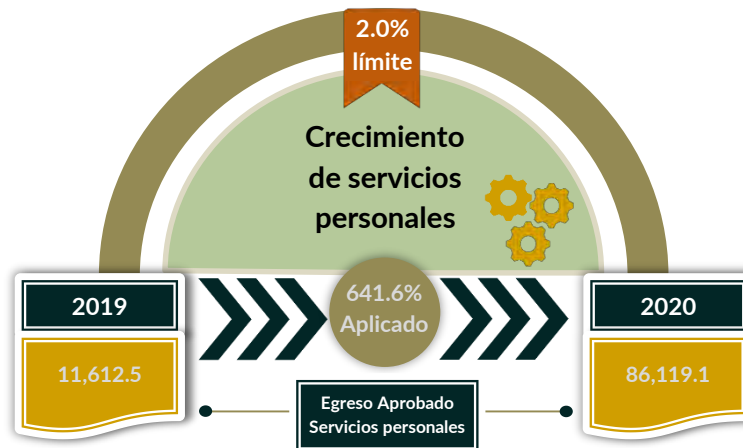 2.0%
límite
Crecimiento
de servicios
personales
641.6%
Aplicado
2019
11,612.5
2020
86,119.1
Egreso Aprobado
Servicios personales